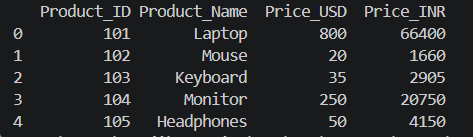 Product_ID Product_Name Price_USD Price_INR
0 101 Laptop 800 66400
1 102 Mouse 20 1660
2 103 Keyboard 35 2905
3 104 Monitor 250 20750
4 105 Headphones 50 4150